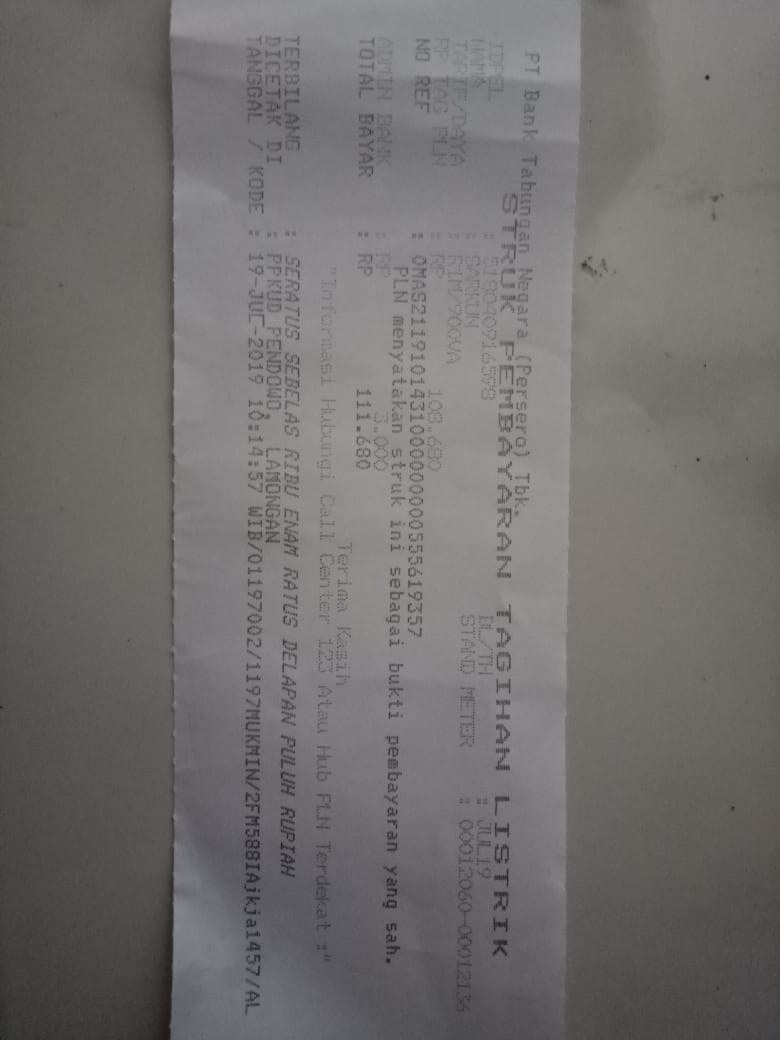 PT Bank Tabungan Negara (Persero) Tbk.
STRUK PEMBAYARAN TAGIHAN LISTRIK
IDPEL : 518040916598 BL/TH : JUL19
NAMA : SARKUN STAND METER : 00012060-00012136
TARIF/DAYA : R1M/900VA
RP TAG PLN : RP 108.680
NO REF : 0MAS21191014310000000055619357
PLN menyatakan struk ini sebagai bukti pembayaran yang sah.
ADMIN BANK : RP 3.000
TOTAL BAYAR : RP 111.680
Terima Kasih
"Informasi Hubungi Call Center 123 Atau Hub PLN Terdekat :"
TERBILANG : SERATUS SEBELAS RIBU ENAM RATUS DELAPAN PULUH RUPIAH
DICETAK DI : PPKUD PENDOWO, LAMONGAN
TANGGAL / KODE : 19-JUL-2019 10:14:57 WIB/01197002/1197MUKMIN/2FM588IAjkja1457/AL